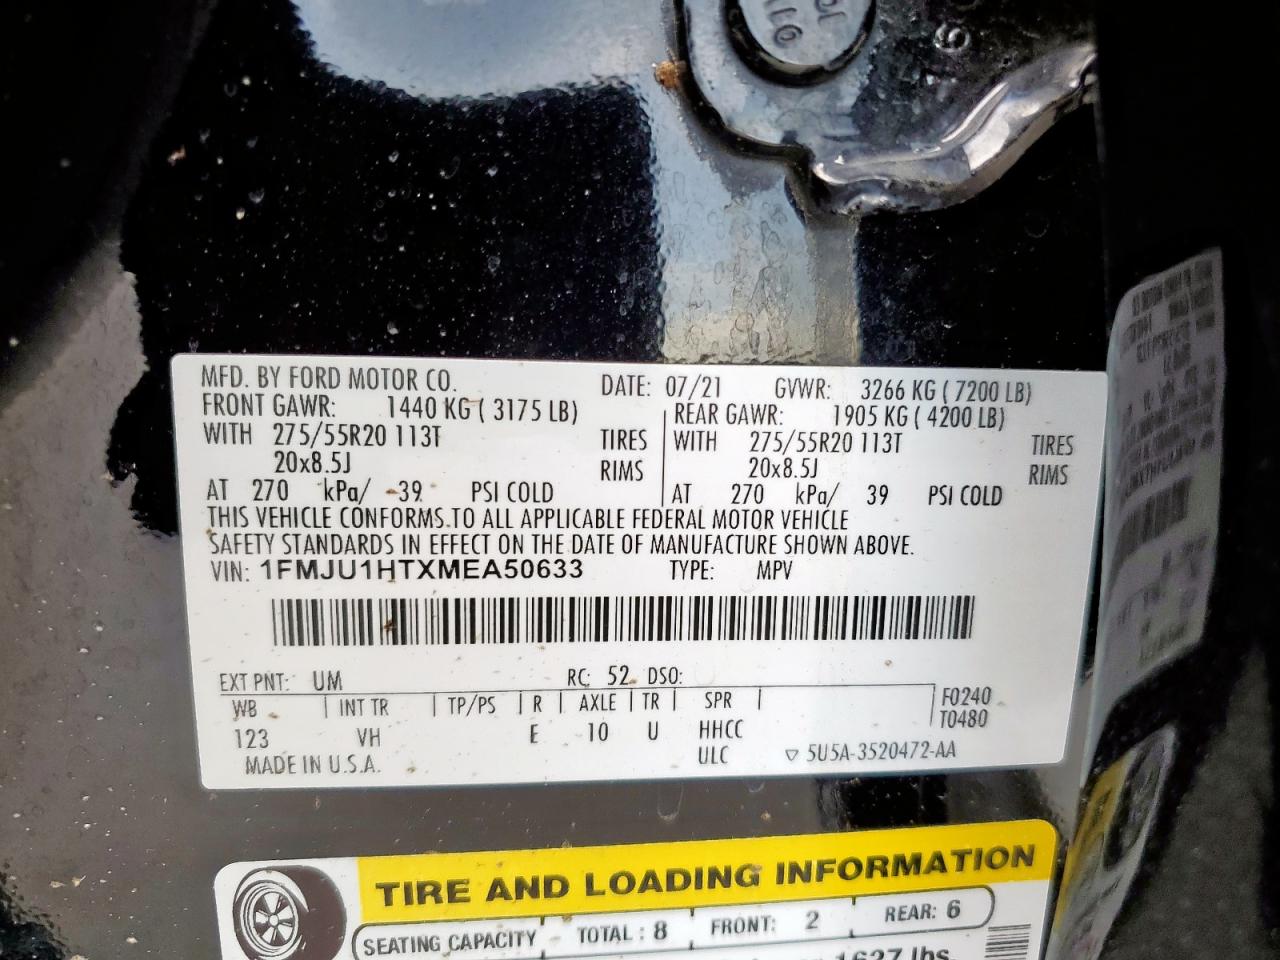 MFD. BY FORD MOTOR CO. DATE: 07/21 GVWR: 3266 KG ( 7200 LB)
FRONT GAWR: 1440 KG ( 3175 LB) REAR GAWR: 1905 KG ( 4200 LB)
WITH 275/55R20 113T TIRES WITH 275/55R20 113T TIRES
20x8.5J RIMS 20x8.5J RIMS
AT 270 kPa/ 39 PSI COLD AT 270 kPa/ 39 PSI COLD
THIS VEHICLE CONFORMS TO ALL APPLICABLE FEDERAL MOTOR VEHICLE
SAFETY STANDARDS IN EFFECT ON THE DATE OF MANUFACTURE SHOWN ABOVE.
VIN: 1FMJU1HTXMEA50633 TYPE: MPV
EXT PNT: UM RC: 52 DSO:
WB INT TR TP/PS R AXLE TR SPR F0240
123 VH E 10 U HHCC T0480
MADE IN U.S.A. ULC 5U5A-3520472-AA
TIRE AND LOADING INFORMATION
SEATING CAPACITY TOTAL : 8 FRONT: 2 REAR: 6
1627 lbs.